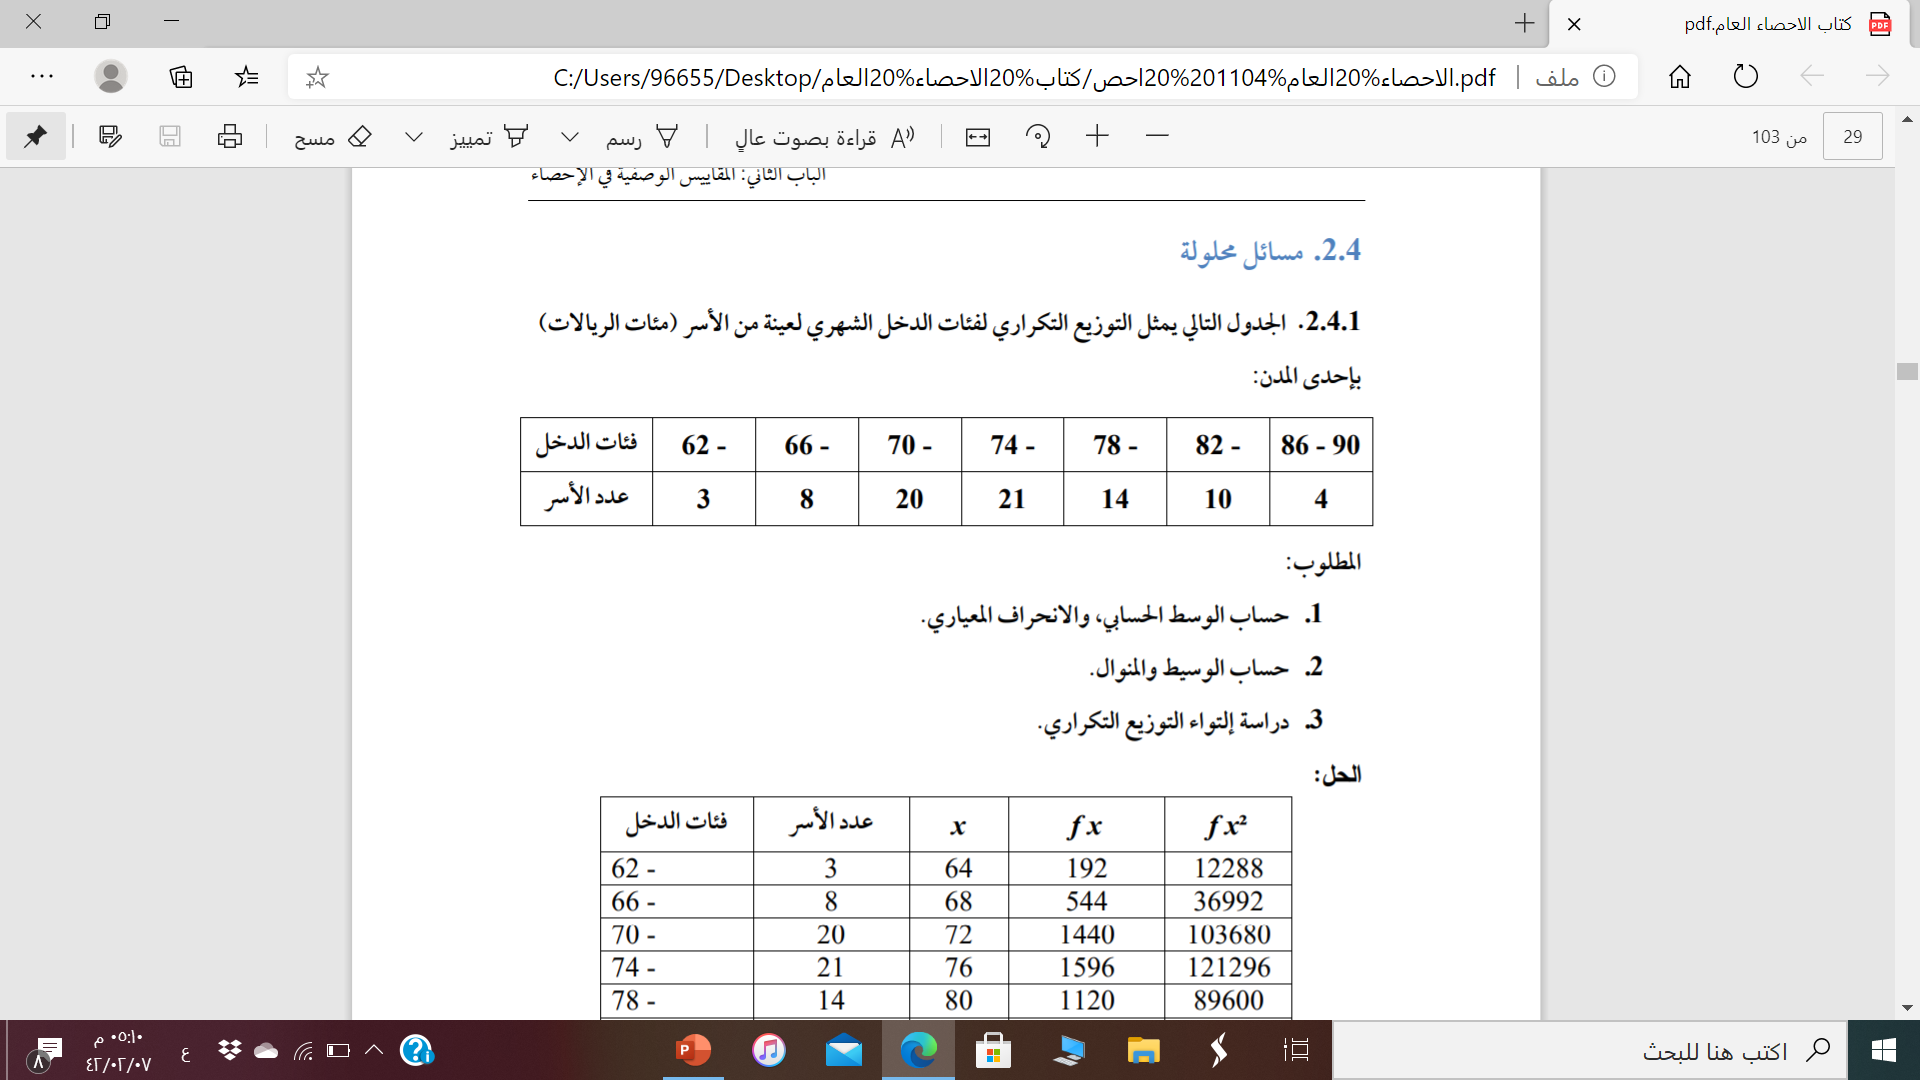 كتاب الاحصاء العام.pdf
ملف
C:/Users/96655/Desktop/الاحصاء%20العام%201104%20احص/كتاب%20الاحصاء%20العام.pdf
29
من 103
قراءة بصوت عالٍ
رسم
تمييز
مسح
الباب الثاني: المقاييس الوصفية في الإحصاء
2.4. مسائل محلولة
2.4.1. الجدول التالي يمثل التوزيع التكراري لفئات الدخل الشهري لعينة من الأسر (مئات الريالات)
بإحدى المدن:
فئات الدخل 62 - 66 - 70 - 74 - 78 - 82 - 86 - 90
عدد الأسر 3 8 20 21 14 10 4
المطلوب:
1. حساب الوسط الحسابي، والانحراف المعياري.
2. حساب الوسيط والمنوال.
3. دراسة إلتواء التوزيع التكراري.
الحل:
فئات الدخل عدد الأسر x f x f x²
62 - 3 64 192 12288
66 - 8 68 544 36992
70 - 20 72 1440 103680
74 - 21 76 1596 121296
78 - 14 80 1120 89600
اكتب هنا للبحث
ع
٠٥:١٠ م
٤٢/٠٢/٠٧
٨